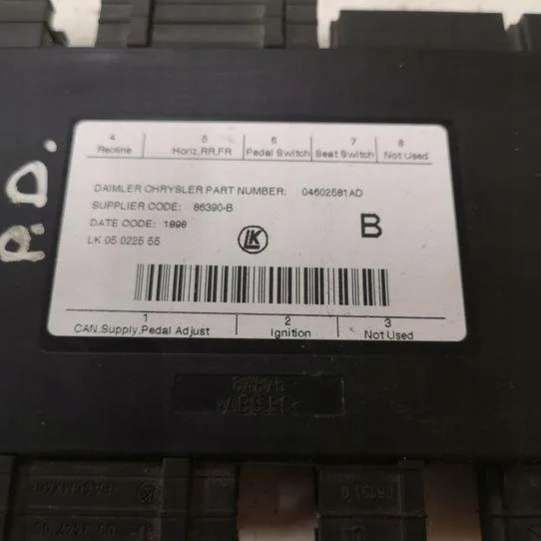 4 5 6 7 8
Recline Horiz,RR,FR Pedal Switch Seat Switch Not Used
DAIMLER CHRYSLER PART NUMBER: 04602581AD
SUPPLIER CODE: 86390-B
DATE CODE: 1898
LK 05 0225 55
LK
B
1 2 3
CAN,Supply,Pedal Adjust Ignition Not Used
P.D.